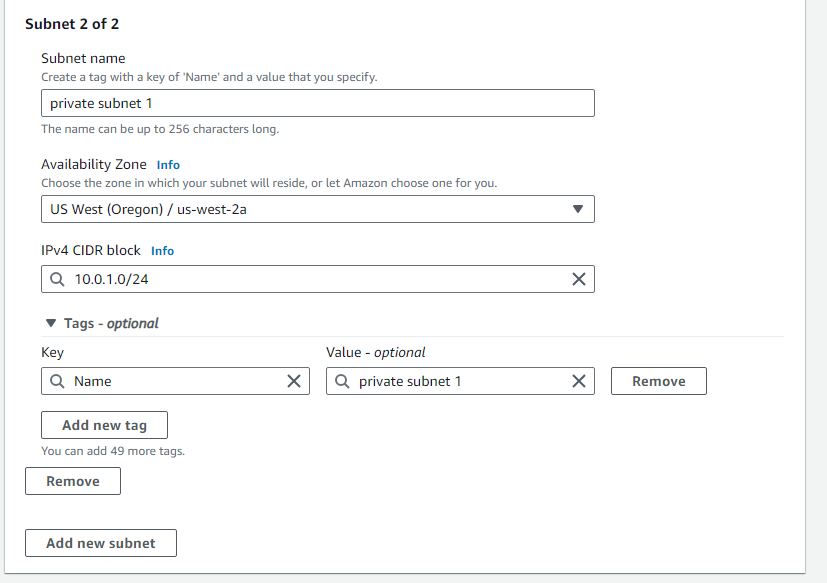 Subnet 2 of 2
Subnet name
Create a tag with a key of 'Name' and a value that you specify.
private subnet 1
The name can be up to 256 characters long.
Availability Zone Info
Choose the zone in which your subnet will reside, or let Amazon choose one for you.
US West (Oregon) / us-west-2a
IPv4 CIDR block Info
10.0.1.0/24
Tags - optional
Key Value - optional
Name private subnet 1 Remove
Add new tag
You can add 49 more tags.
Remove
Add new subnet